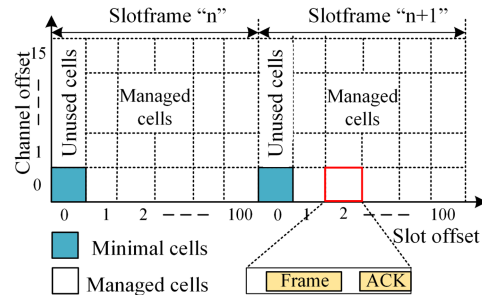 Slotframe “n”
Slotframe “n+1”
Channel offset
15
1
0
Unused cells
Managed
cells
Unused cells
Managed
cells
0 1 2 100 0 1 2 100
Slot offset
Minimal cells
Managed cells
Frame
ACK